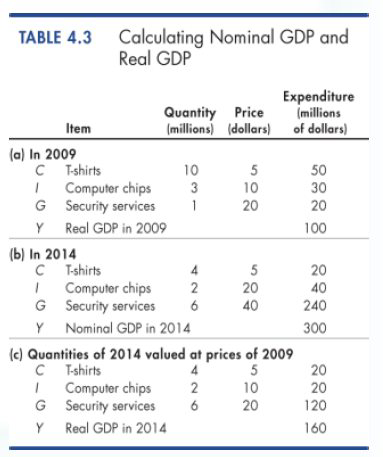 TABLE 4.3 Calculating Nominal GDP and
Real GDP
Item Quantity (millions) Price (dollars) Expenditure (millions of dollars)
(a) In 2009
C T-shirts 10 5 50
I Computer chips 3 10 30
G Security services 1 20 20
Y Real GDP in 2009 100
(b) In 2014
C T-shirts 4 5 20
I Computer chips 2 20 40
G Security services 6 40 240
Y Nominal GDP in 2014 300
(c) Quantities of 2014 valued at prices of 2009
C T-shirts 4 5 20
I Computer chips 2 10 20
G Security services 6 20 120
Y Real GDP in 2014 160